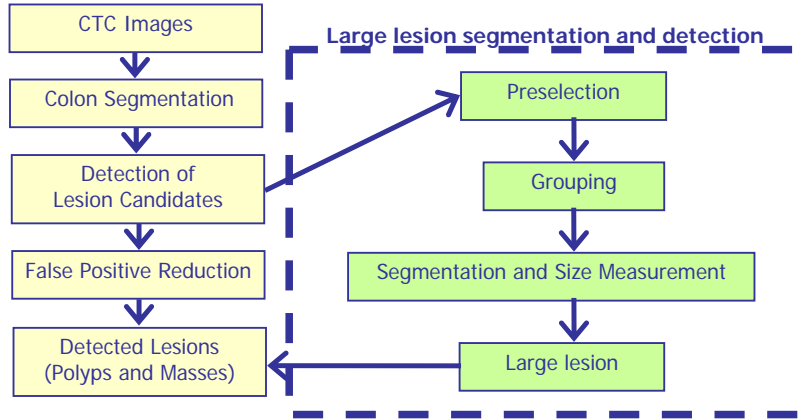 CTC Images
Colon Segmentation
Detection of
Lesion Candidates
False Positive Reduction
Detected Lesions
(Polyps and Masses)
Large lesion segmentation and detection
Preselection
Grouping
Segmentation and Size Measurement
Large lesion